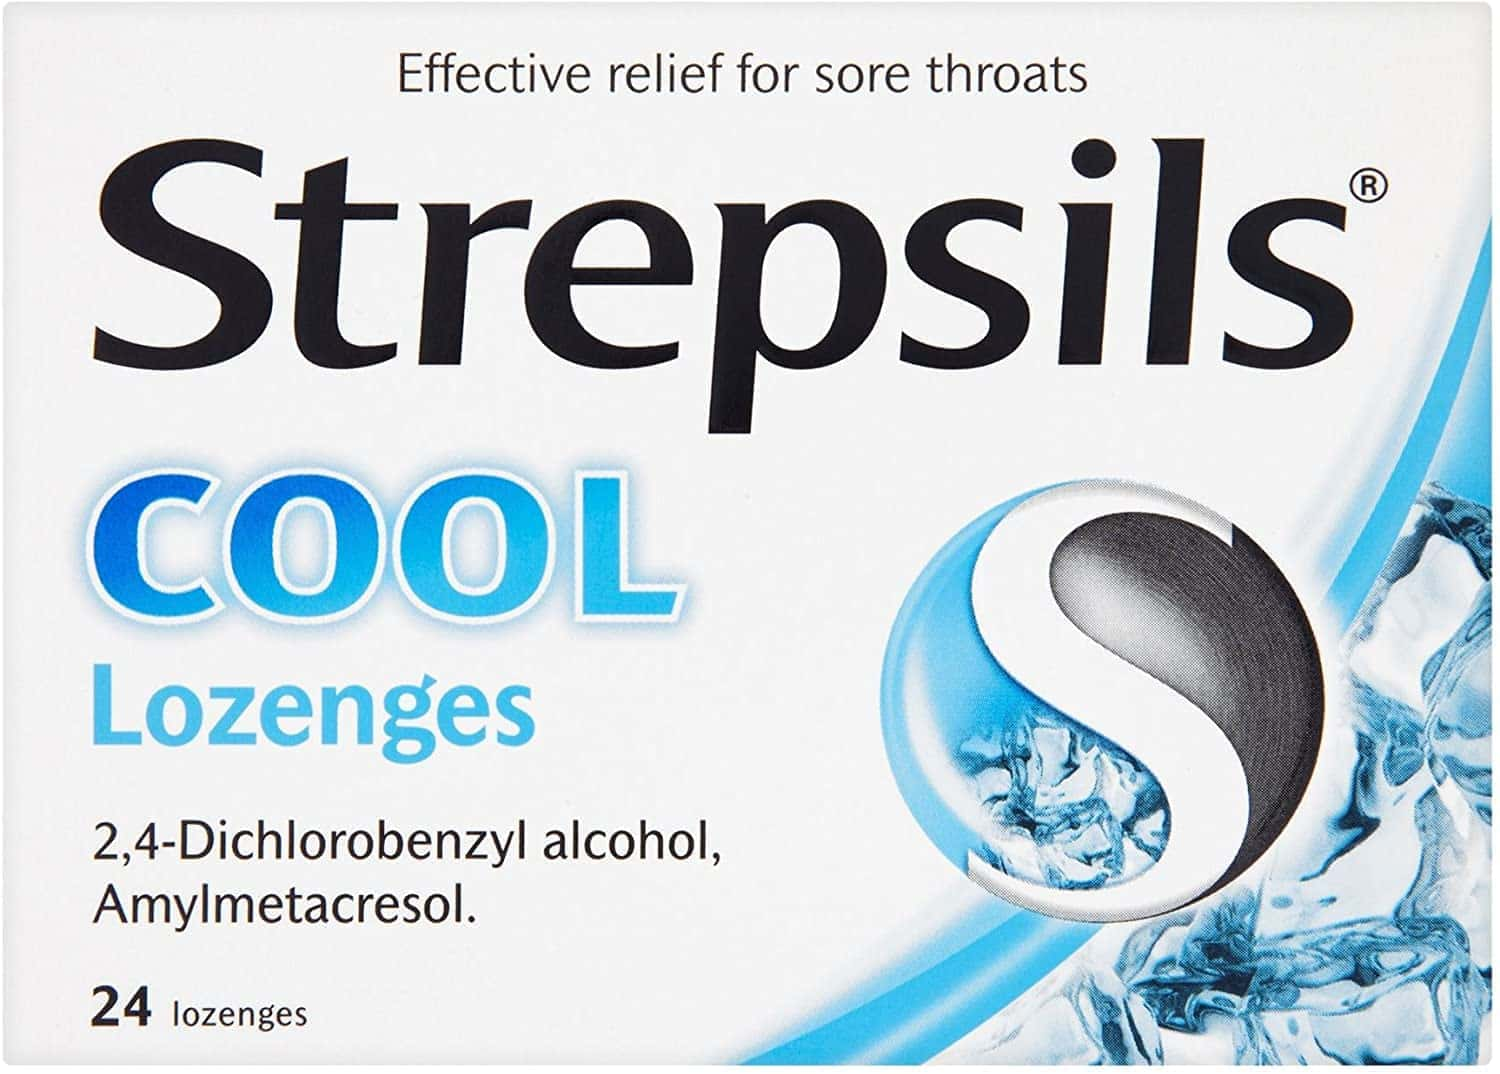 Effective relief for sore throats
Strepsils®
COOL
Lozenges
2,4-Dichlorobenzyl alcohol,
Amylmetacresol.
24 lozenges